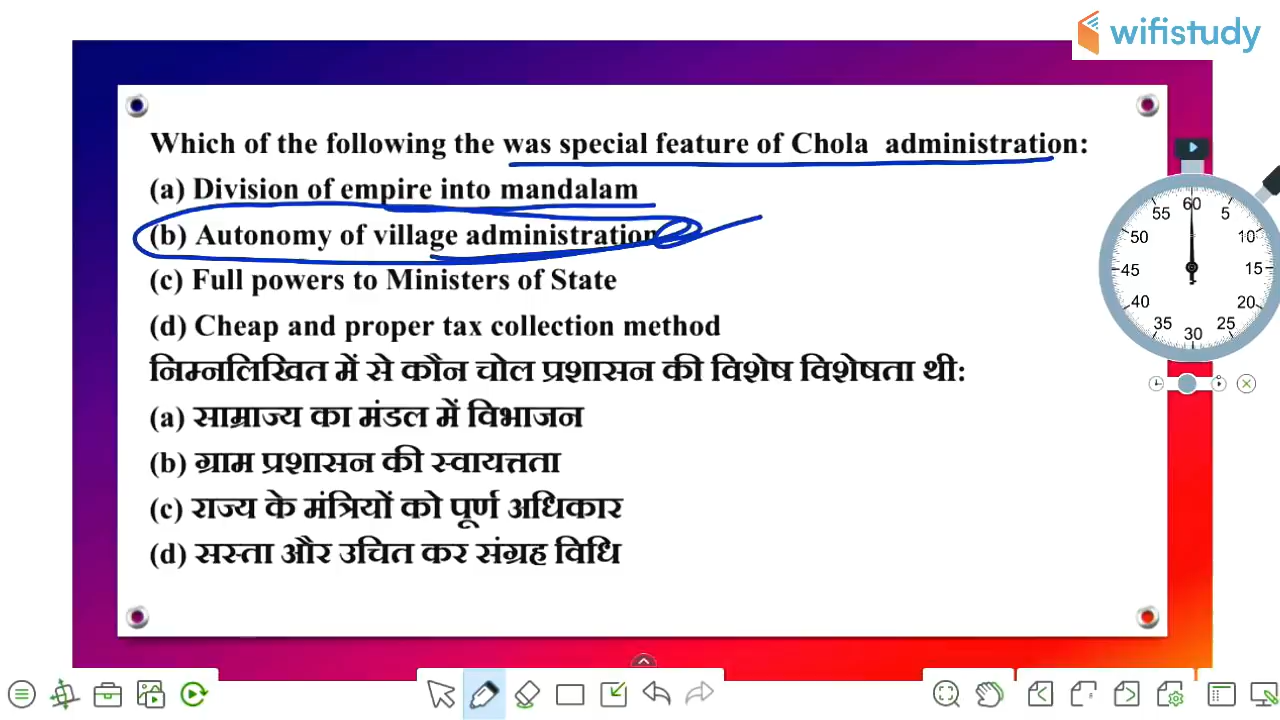 wifistudy
Which of the following the was special feature of Chola administration:
(a) Division of empire into mandalam
(b) Autonomy of village administration
(c) Full powers to Ministers of State
(d) Cheap and proper tax collection method
निम्नलिखित में से कौन चोल प्रशासन की विशेष विशेषता थी:
(a) साम्राज्य का मंडल में विभाजन
(b) ग्राम प्रशासन की स्वायत्तता
(c) राज्य के मंत्रियों को पूर्ण अधिकार
(d) सस्ता और उचित कर संग्रह विधि
60
55 5
50 10
45 15
40 20
35 25
30